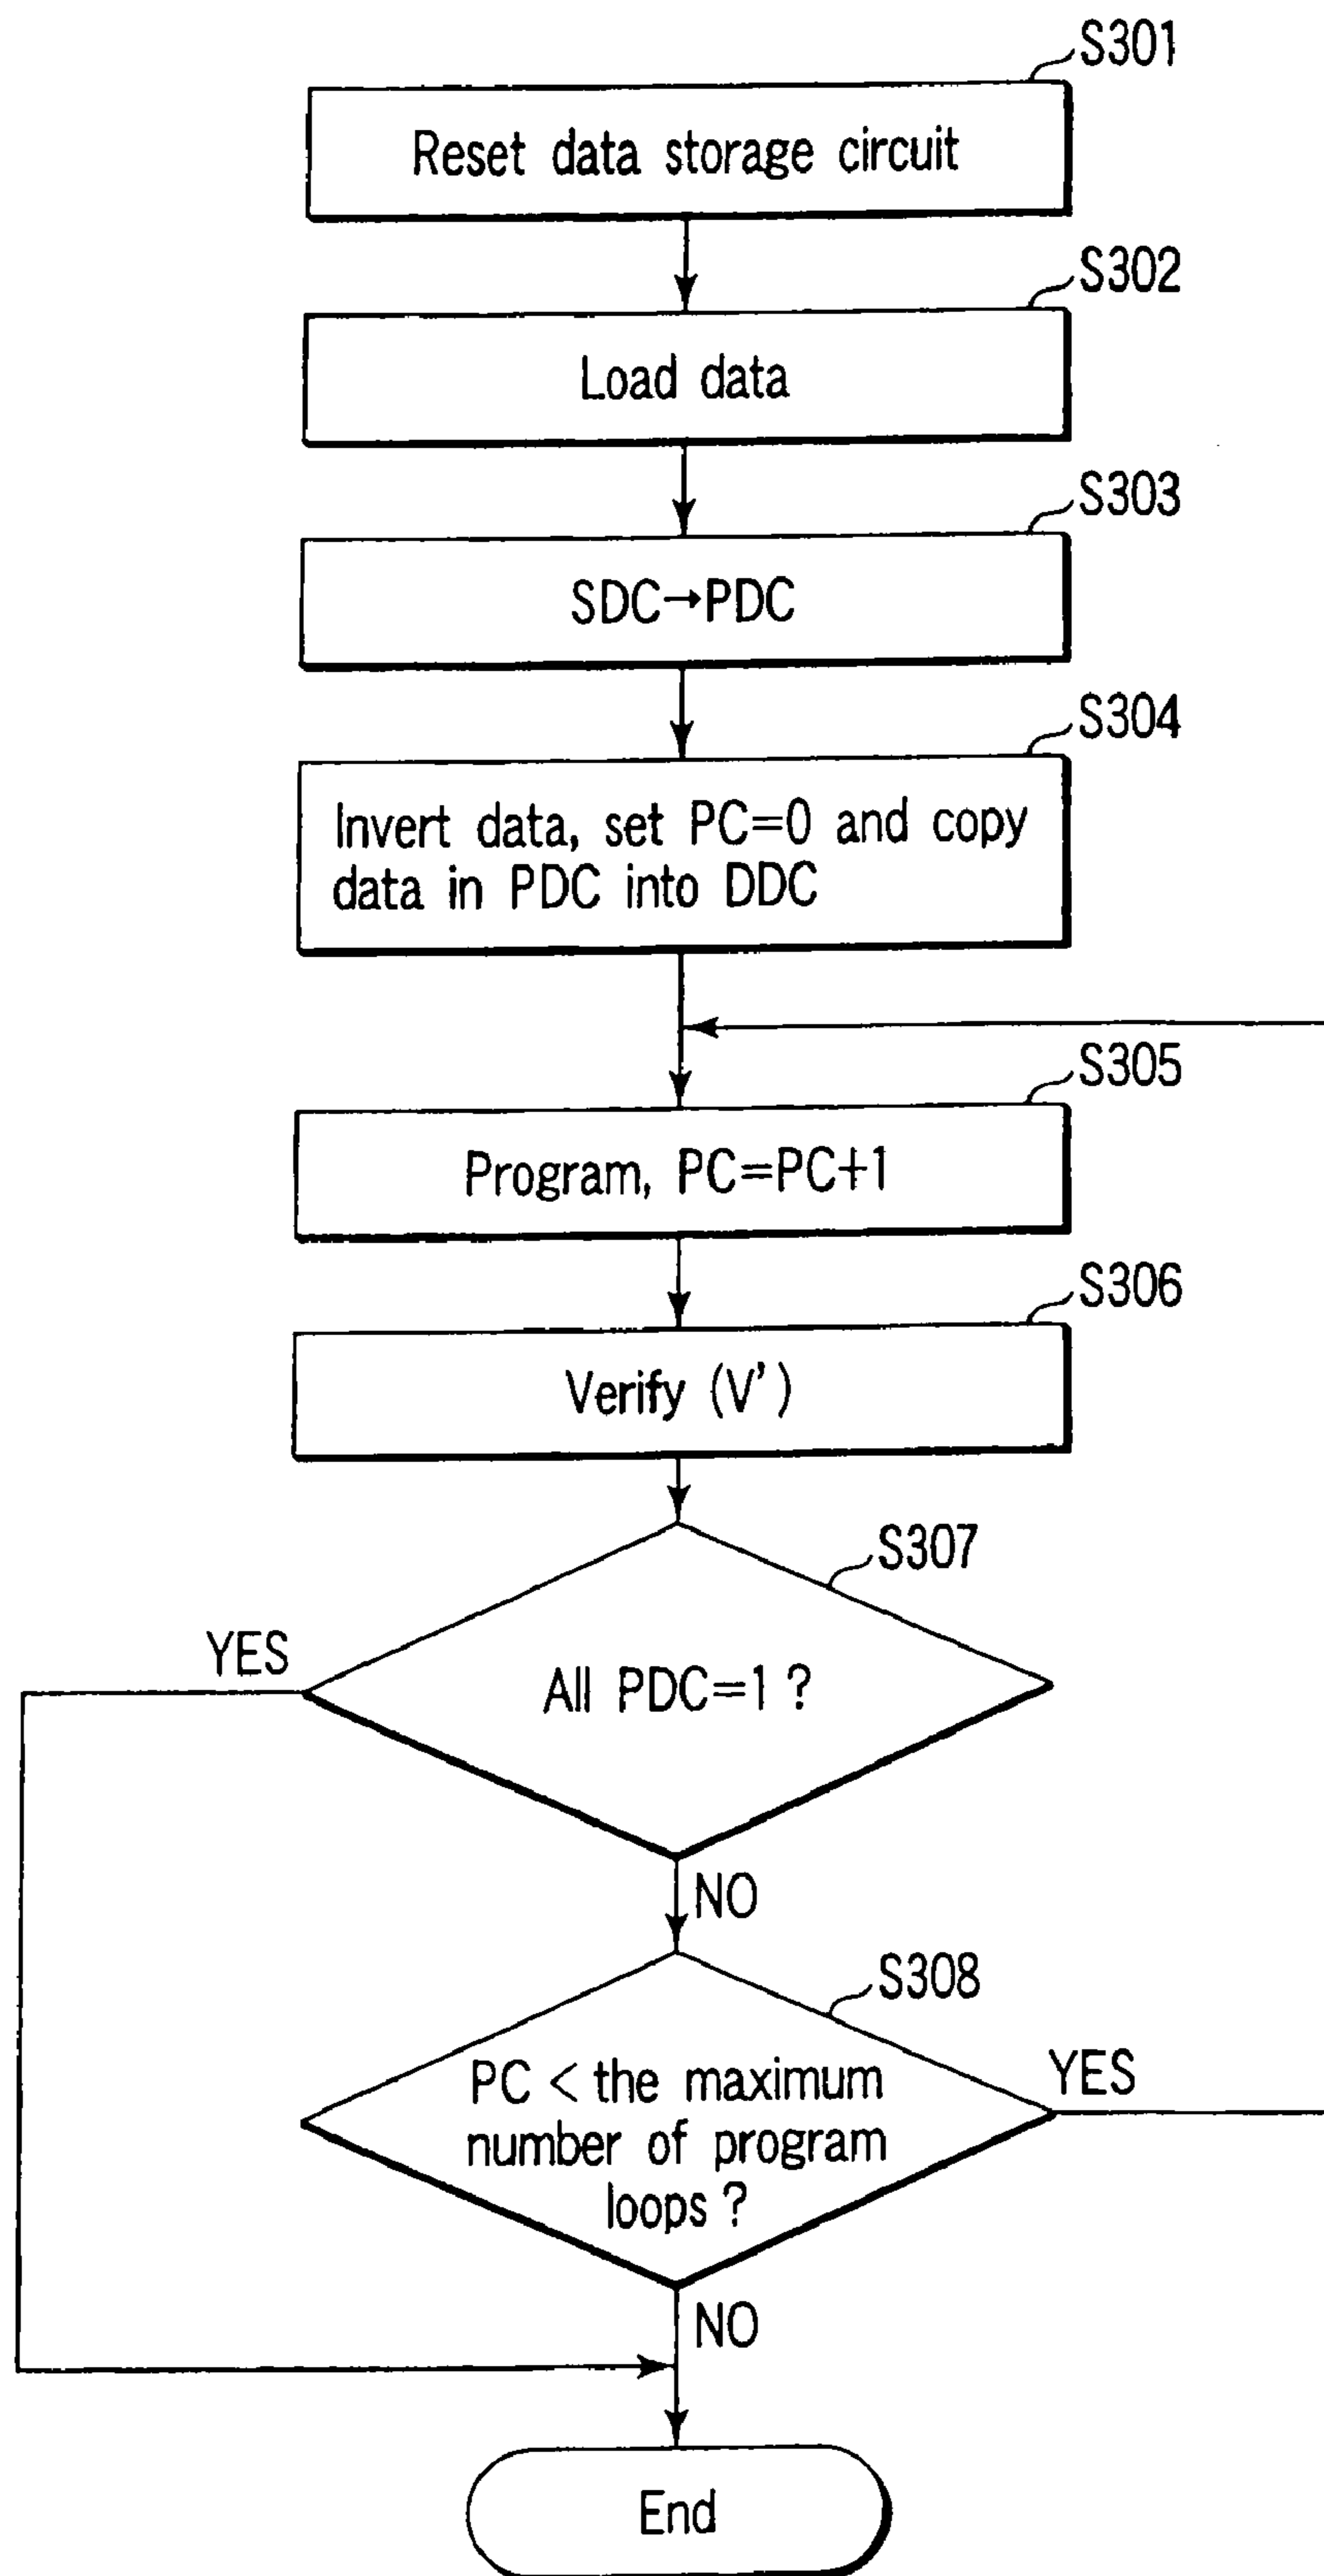 S301
Reset data storage circuit
S302
Load data
S303
SDC→PDC
S304
Invert data, set PC=0 and copy
data in PDC into DDC
S305
Program, PC=PC+1
S306
Verify (V')
S307
YES
All PDC=1 ?
NO
S308
PC < the maximum
number of program
loops ?
YES
NO
End